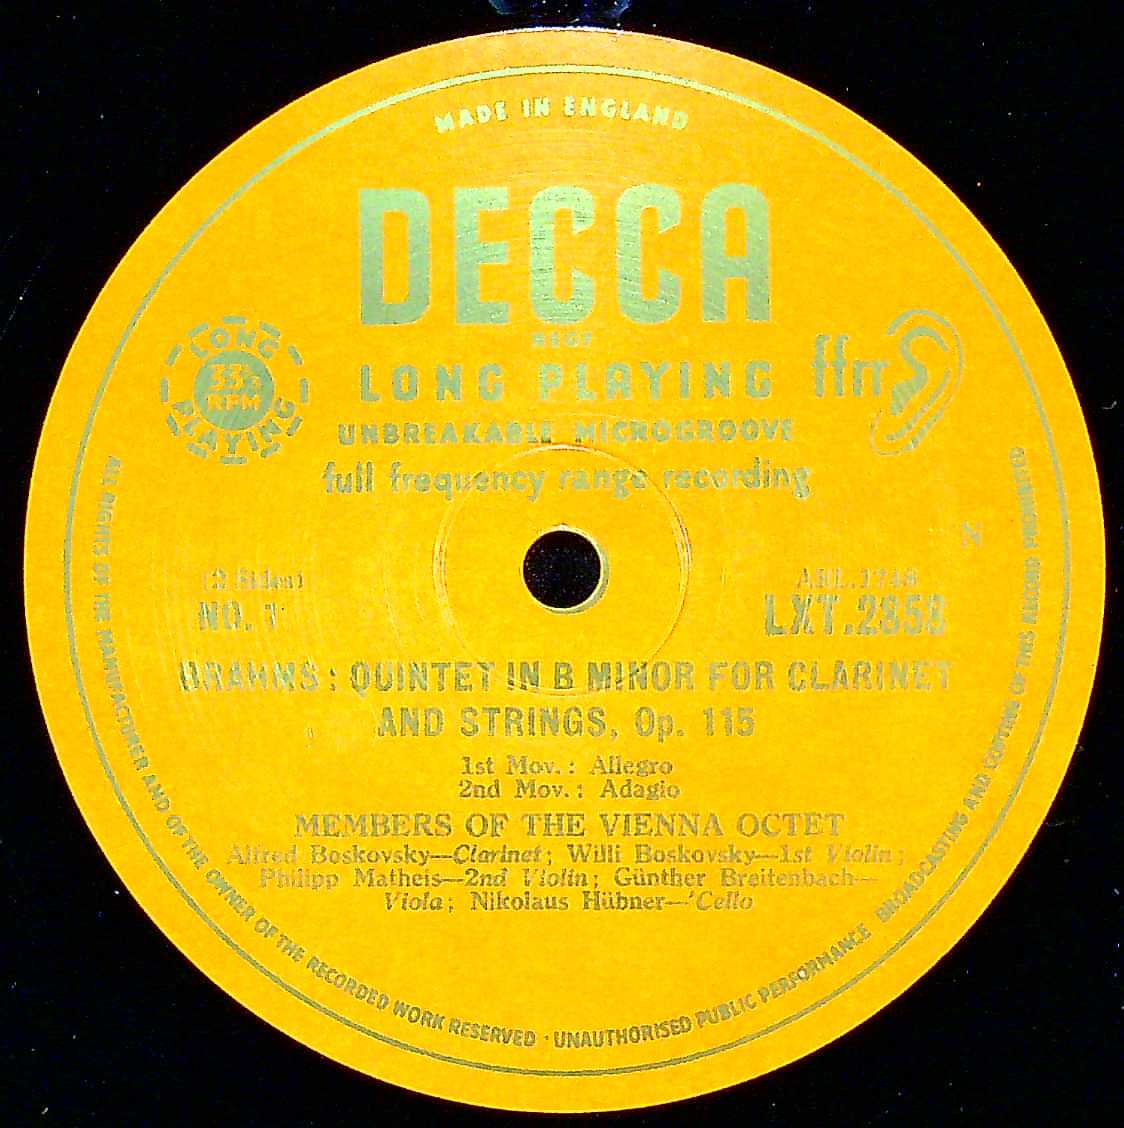 MADE IN ENGLAND
DECCA
REGD
LONG PLAYING
LONG
33⅓
RPM
PLAYING
ffrr
UNBREAKABLE MICROGROOVE
full frequency range recording
(2 Sides)
NO. 1
LXT.2858
BRAHMS : QUINTET IN B MINOR FOR CLARINET
AND STRINGS, Op. 115
1st Mov. : Allegro
2nd Mov. : Adagio
MEMBERS OF THE VIENNA OCTET
Alfred Boskovsky—Clarinet ; Willi Boskovsky—1st Violin ;
Philipp Matheis—2nd Violin ; Günther Breitenbach—
Viola ; Nikolaus Hübner—'Cello
ALL RIGHTS OF THE MANUFACTURER AND OF THE OWNER OF THE RECORDED WORK RESERVED · UNAUTHORISED PUBLIC PERFORMANCE BROADCASTING AND COPYING OF THIS RECORD PROHIBITED